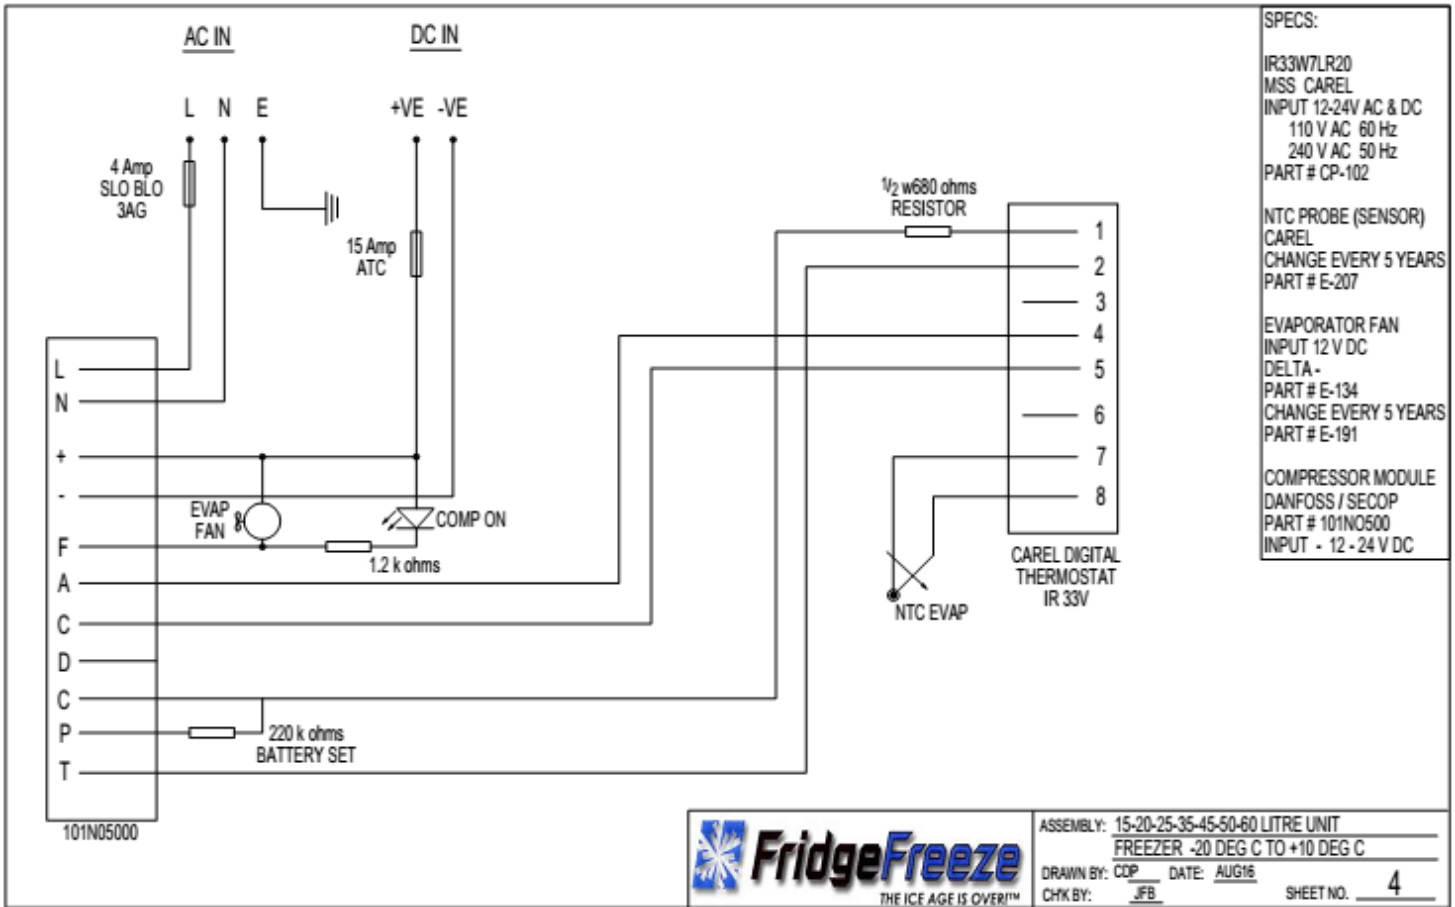 AC IN
DC IN
L N E
+VE -VE
4 Amp
SLO BLO
3AG
15 Amp
ATC
1/2 w680 ohms
RESISTOR
1
2
3
4
5
6
7
8
CAREL DIGITAL
THERMOSTAT
IR 33V
NTC EVAP
L
N
+
-
F
A
C
D
C
P
T
101N05000
EVAP
FAN
COMP ON
1.2 k ohms
220 k ohms
BATTERY SET
SPECS:
IR33W7LR20
MSS CAREL
INPUT 12-24V AC & DC
110 V AC 60 Hz
240 V AC 50 Hz
PART # CP-102
NTC PROBE (SENSOR)
CAREL
CHANGE EVERY 5 YEARS
PART # E-207
EVAPORATOR FAN
INPUT 12 V DC
DELTA -
PART # E-134
CHANGE EVERY 5 YEARS
PART # E-191
COMPRESSOR MODULE
DANFOSS / SECOP
PART # 101NO500
INPUT - 12 - 24 V DC
FridgeFreeze
THE ICE AGE IS OVER!™
ASSEMBLY: 15-20-25-35-45-50-60 LITRE UNIT
FREEZER -20 DEG C TO +10 DEG C
DRAWN BY: CDP DATE: AUG16
CH'K BY: JFB SHEET NO. 4